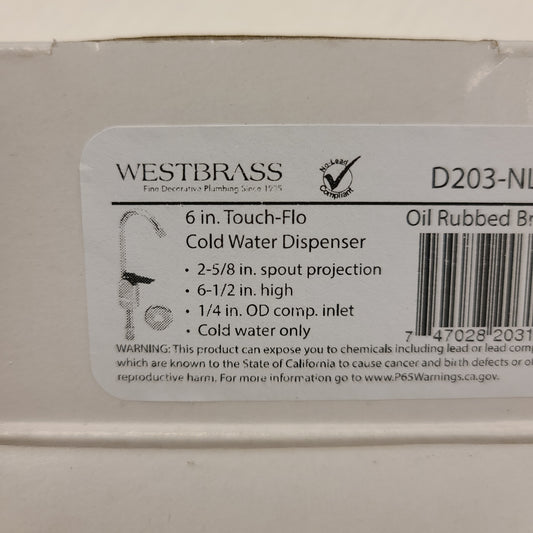 WESTBRASS
Fine Decorative Plumbing Since 1935
No Lead
Compliant
D203-NL
6 in. Touch-Flo
Cold Water Dispenser
Oil Rubbed Br
• 2-5/8 in. spout projection
• 6-1/2 in. high
• 1/4 in. OD comp. inlet
• Cold water only
7 47028 2031
WARNING: This product can expose you to chemicals including lead or lead comp
which are known to the State of California to cause cancer and birth defects or ot
reproductive harm. For more information go to www.P65Warnings.ca.gov.